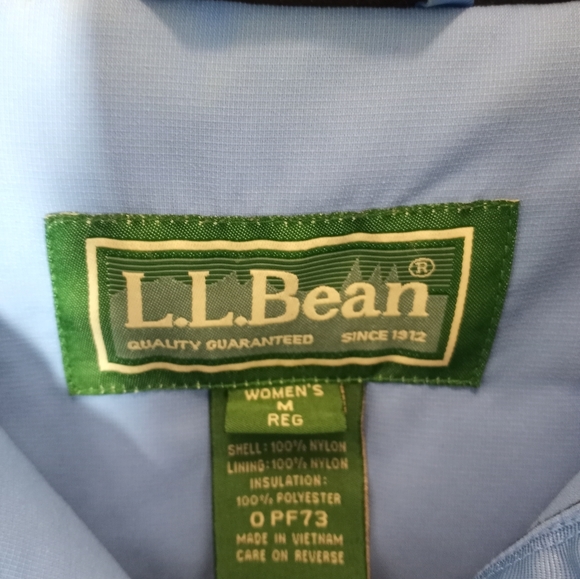 L.L.Bean®
QUALITY GUARANTEED SINCE 1912
WOMEN'S
M
REG
SHELL: 100% NYLON
LINING: 100% NYLON
INSULATION:
100% POLYESTER
0 PF73
MADE IN VIETNAM
CARE ON REVERSE